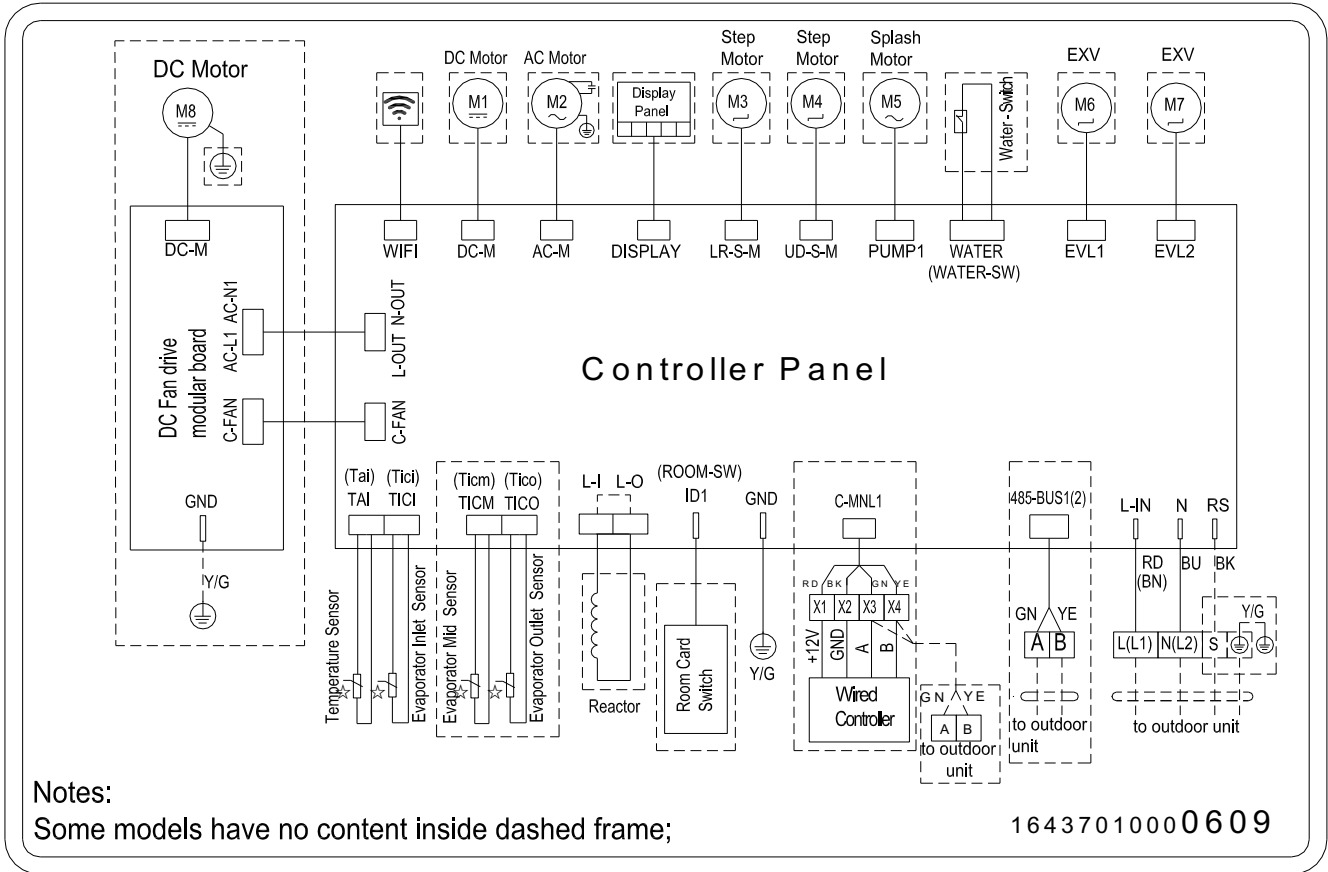 DC Motor
M8
DC-M
AC-L1 AC-N1
DC Fan drive
modular board
C-FAN
GND
Y/G
WIFI
DC Motor
M1
DC-M
AC Motor
M2
AC-M
Display
Panel
DISPLAY
Step
Motor
M3
LR-S-M
Step
Motor
M4
UD-S-M
Splash
Motor
M5
PUMP1
Water-Swich
WATER
(WATER-SW)
EXV
M6
EVL1
EXV
M7
EVL2
L-OUT N-OUT
C-FAN
Controller Panel
(Tai) (Tici)
TAI TICI
Temperature Sensor
Evaporator Inlet Sensor
(Ticm) (Tico)
TICM TICO
Evaporator Mid Sensor
Evaporator Outlet Sensor
L-I L-O
Reactor
(ROOM-SW)
ID1
Room Card
Switch
GND
Y/G
C-MNL1
RD BK GN YE
X1 X2 X3 X4
+12V GND A B
Wired
Controller
GN YE
A B
to outdoor
unit
485-BUS1(2)
GN YE
A B
to outdoor
unit
L-IN N RS
RD
(BN)
BU BK
Y/G
L(L1) N(L2) S
to outdoor unit
Notes:
Some models have no content inside dashed frame;
16437010000609